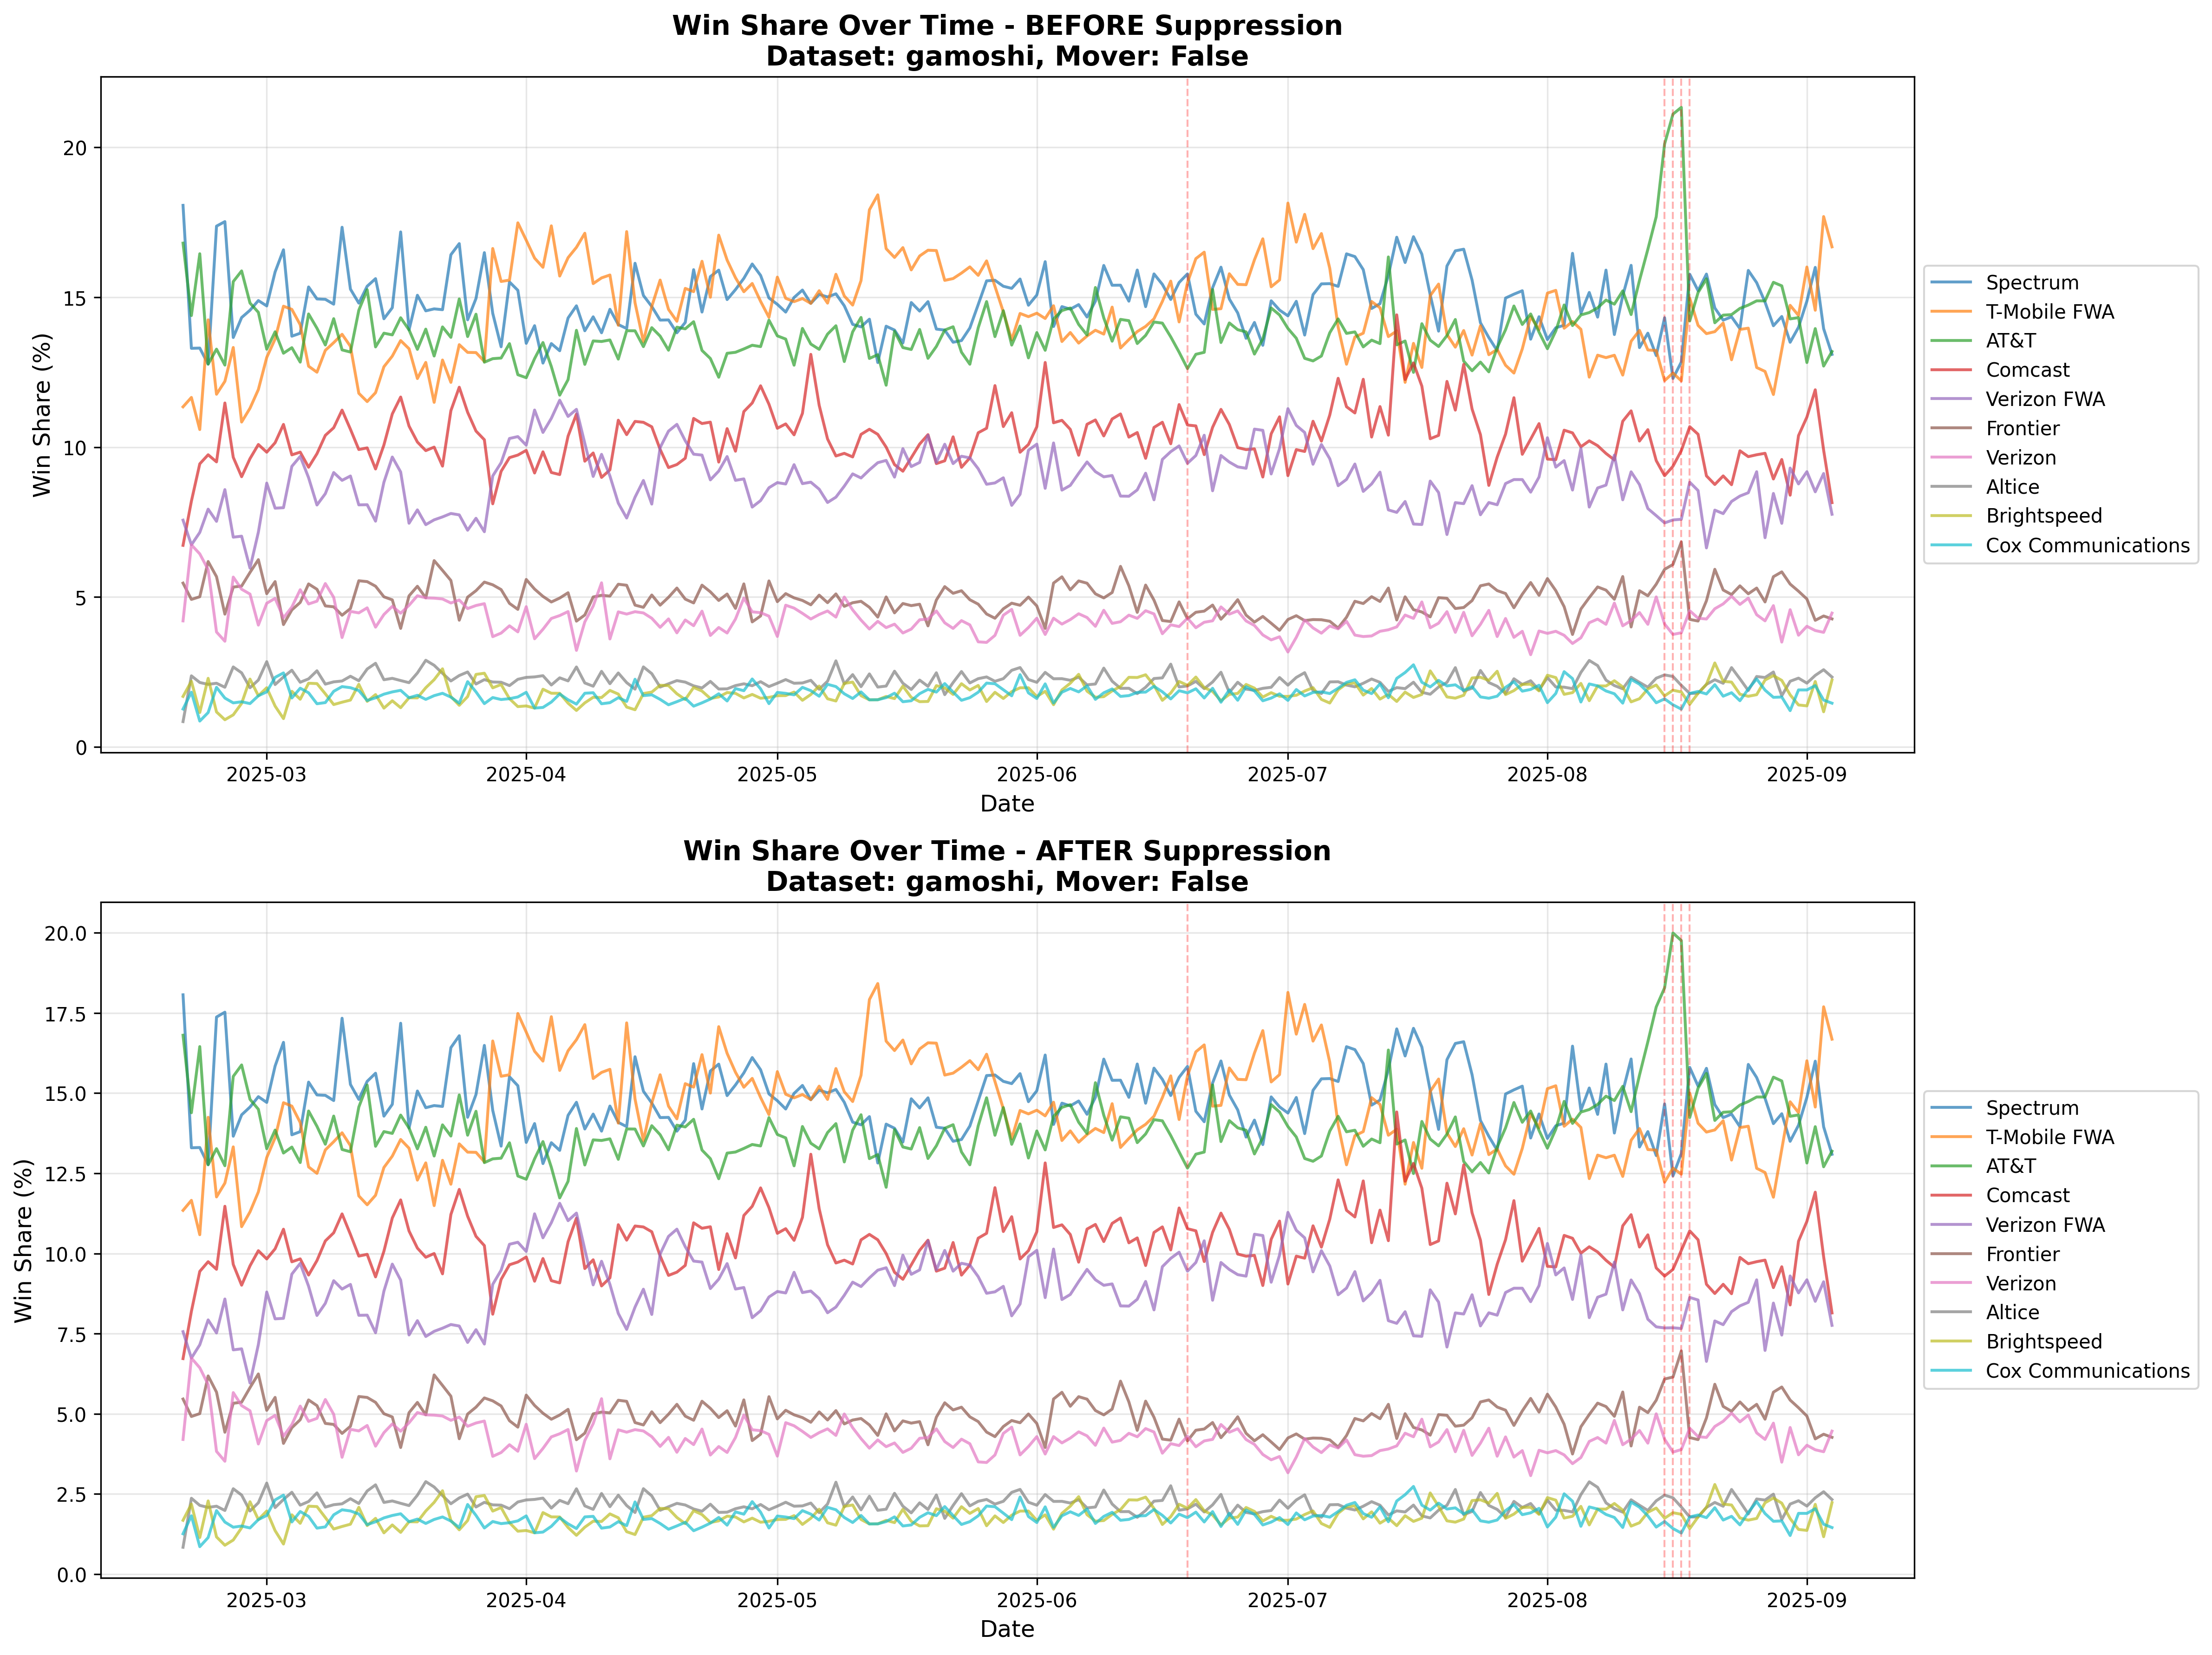 Win Share Over Time - BEFORE Suppression
Dataset: gamoshi, Mover: False
Win Share (%)
20
15
10
5
0
2025-03 2025-04 2025-05 2025-06 2025-07 2025-08 2025-09
Date
Spectrum
T-Mobile FWA
AT&T
Comcast
Verizon FWA
Frontier
Verizon
Altice
Brightspeed
Cox Communications
Win Share Over Time - AFTER Suppression
Dataset: gamoshi, Mover: False
Win Share (%)
20.0
17.5
15.0
12.5
10.0
7.5
5.0
2.5
0.0
2025-03 2025-04 2025-05 2025-06 2025-07 2025-08 2025-09
Date
Spectrum
T-Mobile FWA
AT&T
Comcast
Verizon FWA
Frontier
Verizon
Altice
Brightspeed
Cox Communications